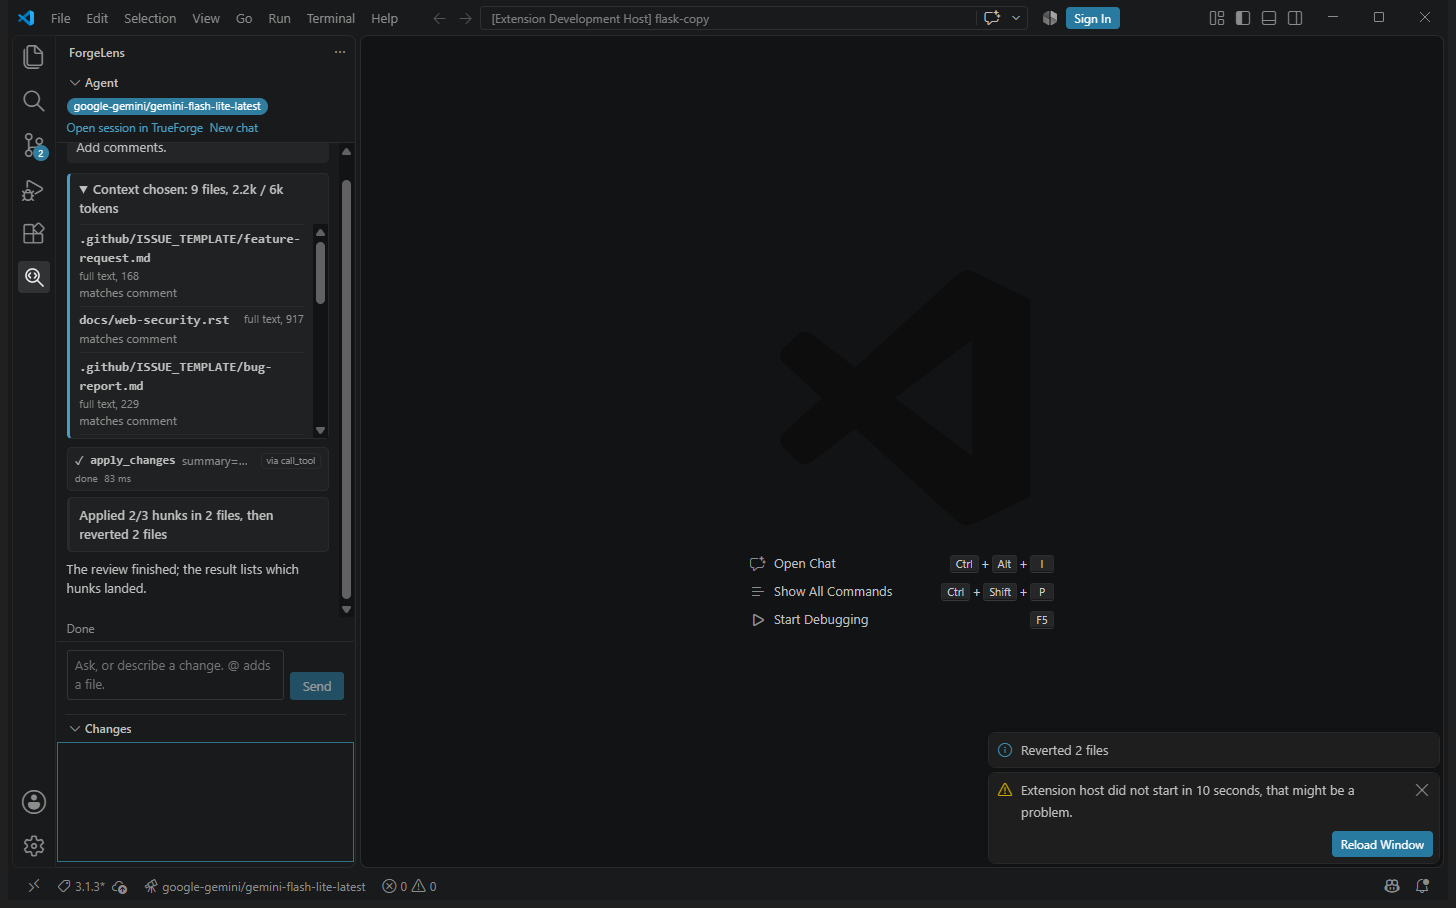 File Edit Selection View Go Run Terminal Help
[Extension Development Host] flask-copy
Sign In
ForgeLens
Agent
google-gemini/gemini-flash-lite-latest
Open session in TrueForge New chat
Add comments.
Context chosen: 9 files, 2.2k / 6k
tokens
.github/ISSUE_TEMPLATE/feature-
request.md
full text, 168
matches comment
docs/web-security.rst full text, 917
matches comment
.github/ISSUE_TEMPLATE/bug-
report.md
full text, 229
matches comment
✓ apply_changes summary=... via call_tool
done 83 ms
Applied 2/3 hunks in 2 files, then
reverted 2 files
The review finished; the result lists which
hunks landed.
Done
Ask, or describe a change. @ adds
a file.
Send
Changes
2
Open Chat Ctrl + Alt + I
Show All Commands Ctrl + Shift + P
Start Debugging F5
Reverted 2 files
Extension host did not start in 10 seconds, that might be a
problem.
Reload Window
3.1.3* google-gemini/gemini-flash-lite-latest 0 0